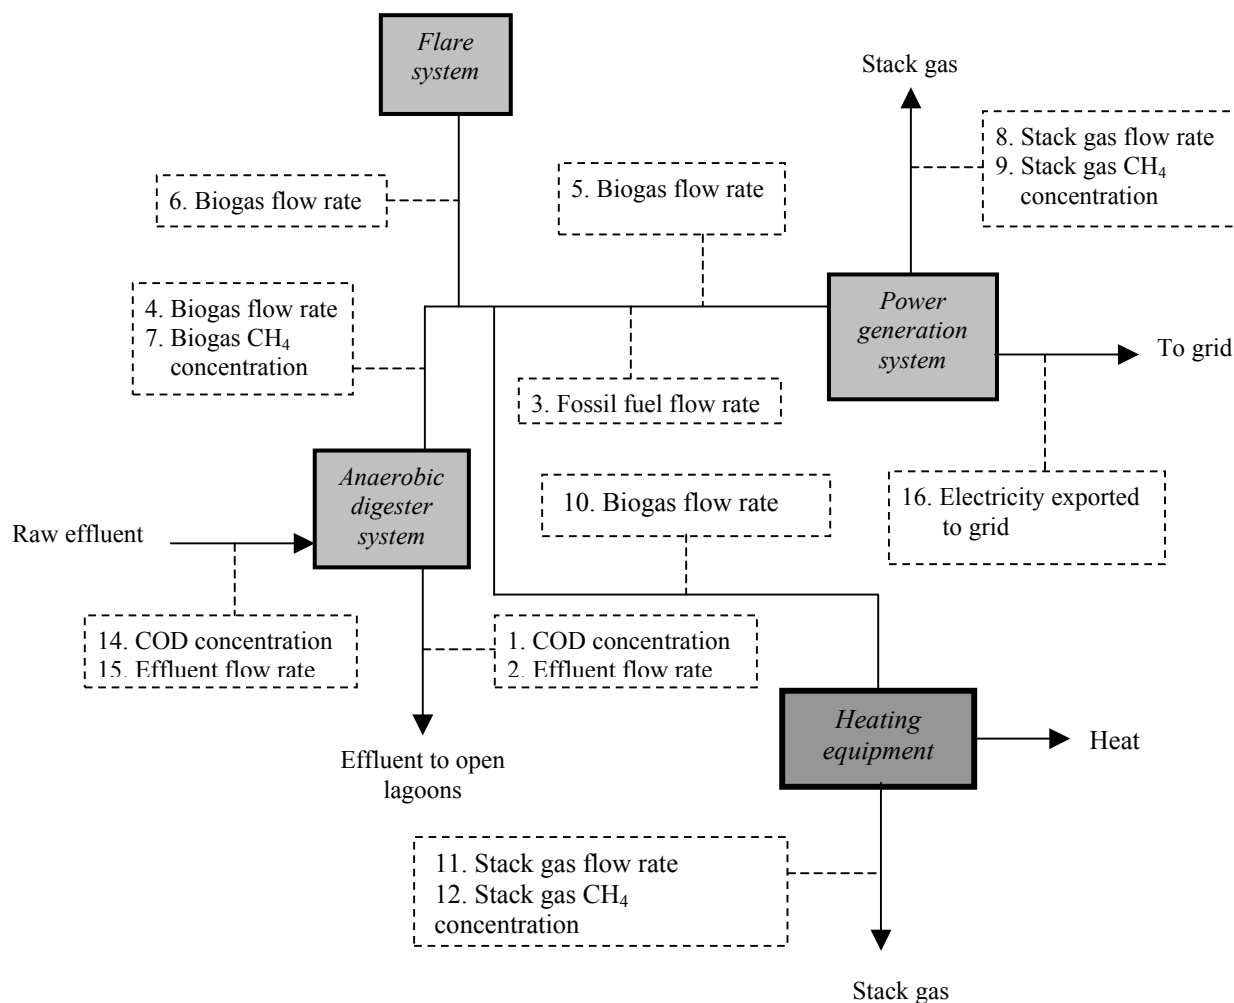 Flare
system
Stack gas
8. Stack gas flow rate
9. Stack gas CH₄
concentration
5. Biogas flow rate
6. Biogas flow rate
4. Biogas flow rate
7. Biogas CH₄
concentration
Power
generation
system
To grid
3. Fossil fuel flow rate
Anaerobic
digester
system
10. Biogas flow rate
16. Electricity exported
to grid
Raw effluent
14. COD concentration
15. Effluent flow rate
1. COD concentration
2. Effluent flow rate
Heating
equipment
Heat
Effluent to open
lagoons
11. Stack gas flow rate
12. Stack gas CH₄
concentration
Stack gas